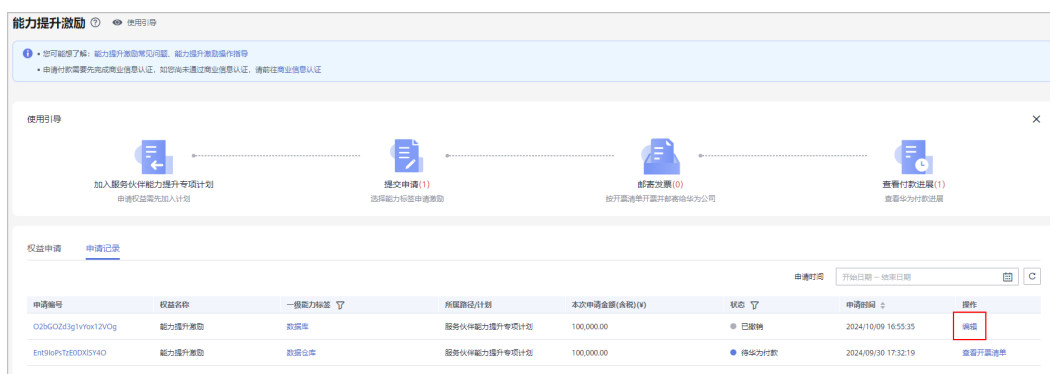 能力提升激励 使用引导
• 您可能想了解：能力提升激励常见问题、能力提升激励操作指导
• 申请付款需要先完成商业信息认证，如您尚未通过商业信息认证，请前往商业信息认证
使用引导
加入服务伙伴能力提升专项计划 提交申请(1) 邮寄发票(0) 查看付款进展(1)
申请权益需先加入计划 选择能力标签申请激励 按开票清单开票并邮寄给华为公司 查看华为付款进展
权益申请 申请记录
申请时间 开始日期 – 结束日期
申请编号 权益名称 一级能力标签 所属路径/计划 本次申请金额(含税)(¥) 状态 申请时间 操作
O2bGOZd3g1vYox12VOg 能力提升激励 数据库 服务伙伴能力提升专项计划 100,000.00 已撤销 2024/10/09 16:55:35 编辑
Ent9IoPsTzE0DXlSY4O 能力提升激励 数据仓库 服务伙伴能力提升专项计划 100,000.00 待华为付款 2024/09/30 17:32:19 查看开票清单